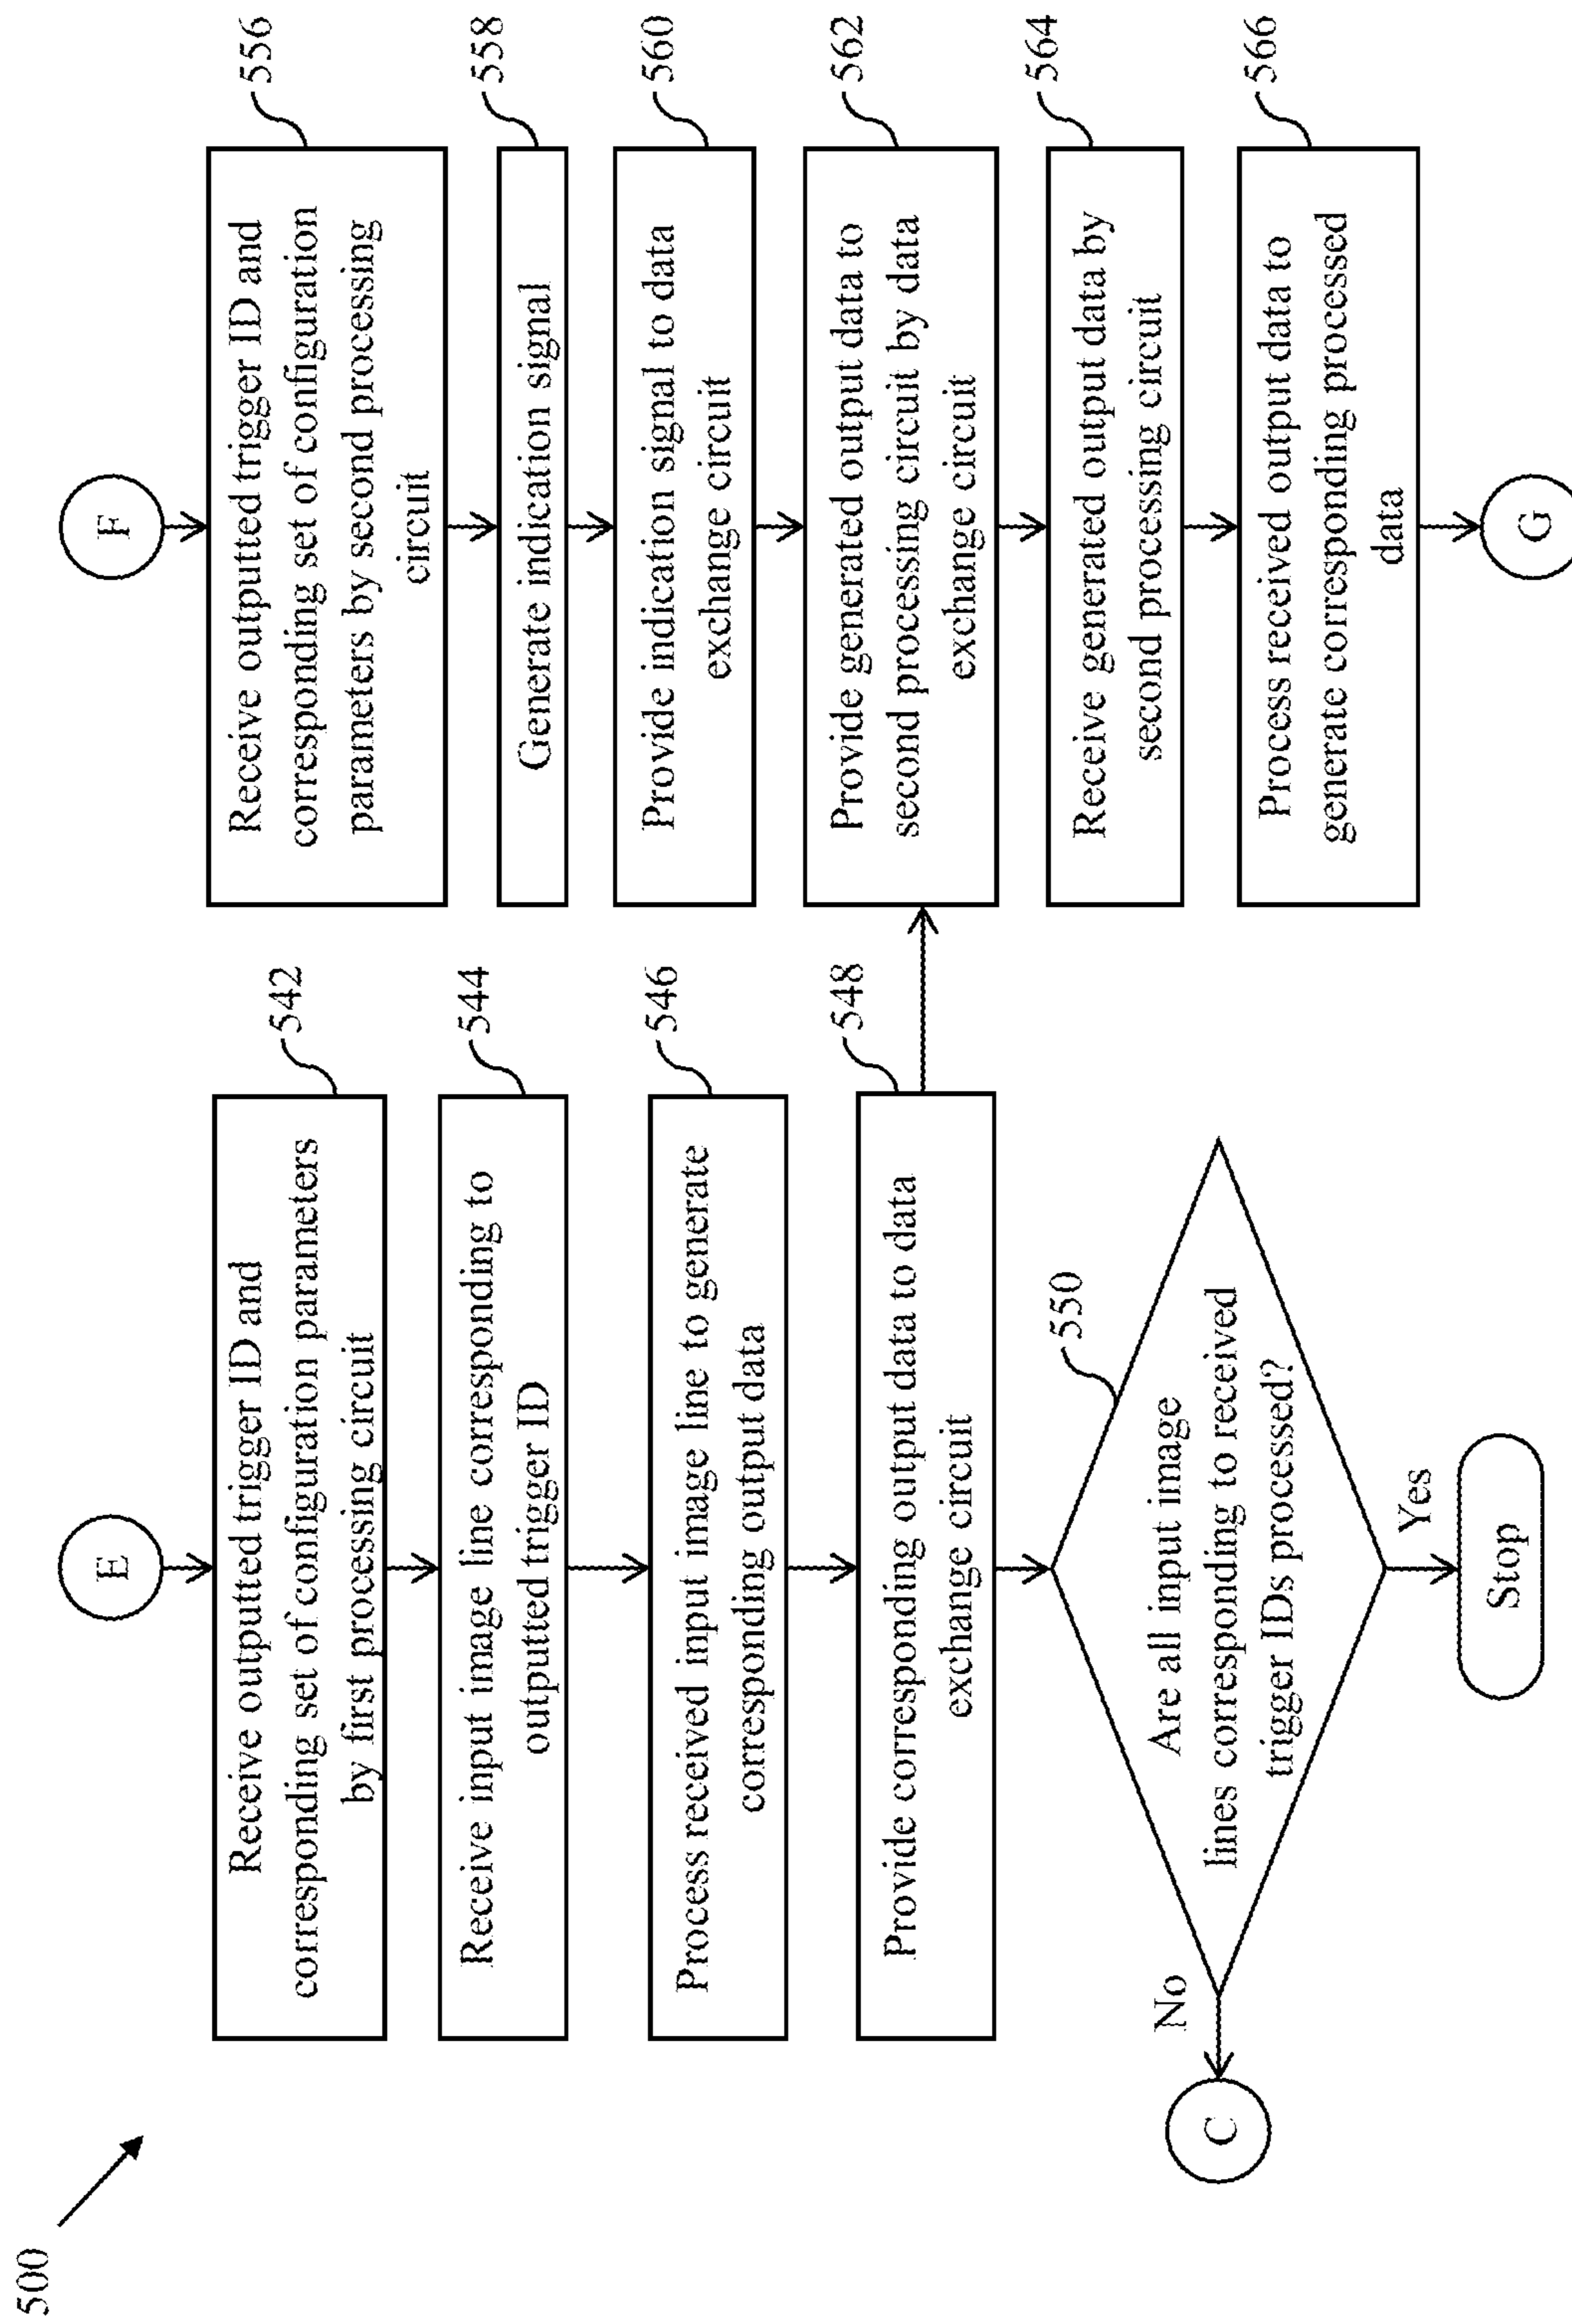 500
E
Receive outputted trigger ID and
corresponding set of configuration parameters
by first processing circuit
542
Receive input image line corresponding to
outputted trigger ID
544
Process received input image line to generate
corresponding output data
546
Provide corresponding output data to data
exchange circuit
548
Are all input image
lines corresponding to received
trigger IDs processed?
550
No
C
Yes
Stop
F
Receive outputted trigger ID and
corresponding set of configuration
parameters by second processing
circuit
556
Generate indication signal
558
Provide indication signal to data
exchange circuit
560
Provide generated output data to
second processing circuit by data
exchange circuit
562
Receive generated output data by
second processing circuit
564
Process received output data to
generate corresponding processed
data
566
G